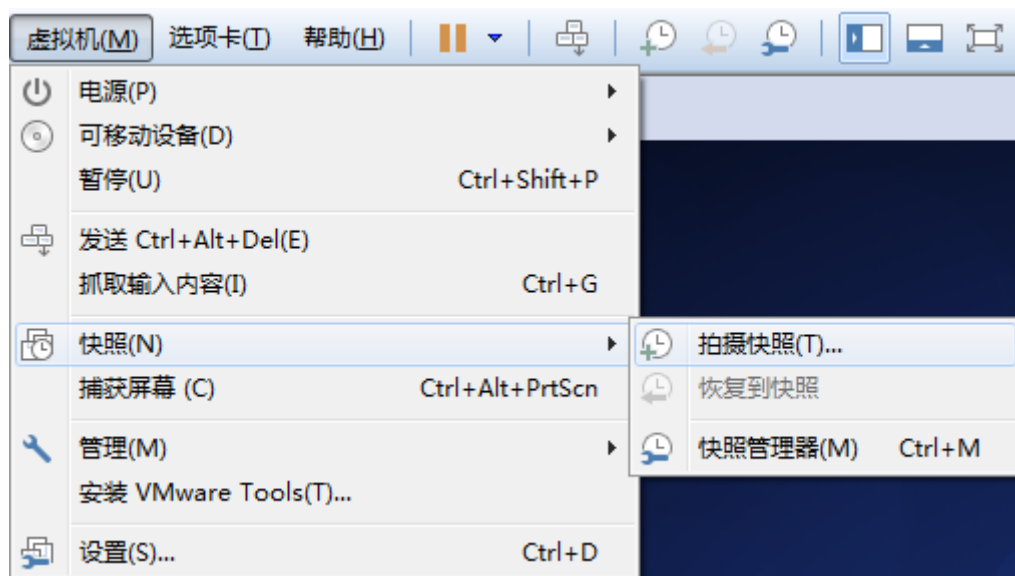 虚拟机(M) 选项卡(T) 帮助(H)
电源(P)
可移动设备(D)
暂停(U) Ctrl+Shift+P
发送 Ctrl+Alt+Del(E)
抓取输入内容(I) Ctrl+G
快照(N)
拍摄快照(T)...
捕获屏幕 (C) Ctrl+Alt+PrtScn
恢复到快照
管理(M)
快照管理器(M) Ctrl+M
安装 VMware Tools(T)...
设置(S)... Ctrl+D